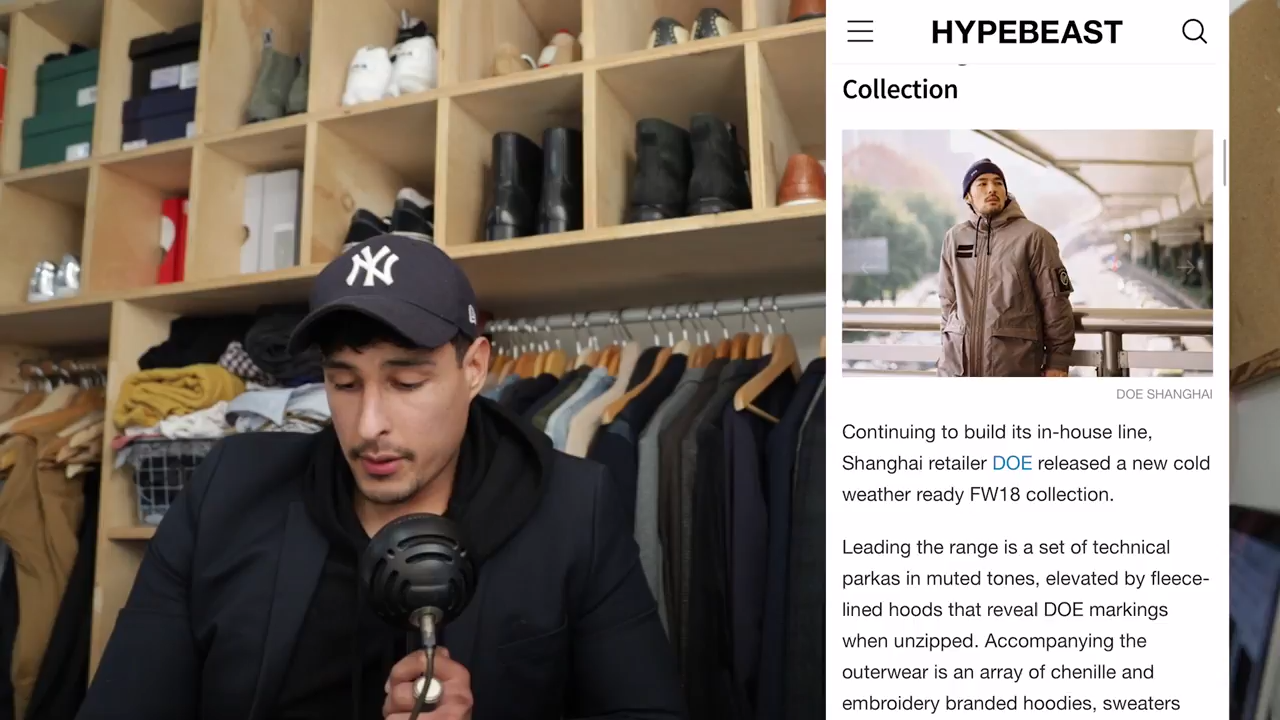 NY
HYPEBEAST
Collection
DOE SHANGHAI
Continuing to build its in-house line,
Shanghai retailer DOE released a new cold
weather ready FW18 collection.
Leading the range is a set of technical
parkas in muted tones, elevated by fleece-
lined hoods that reveal DOE markings
when unzipped. Accompanying the
outerwear is an array of chenille and
embroidery branded hoodies, sweaters